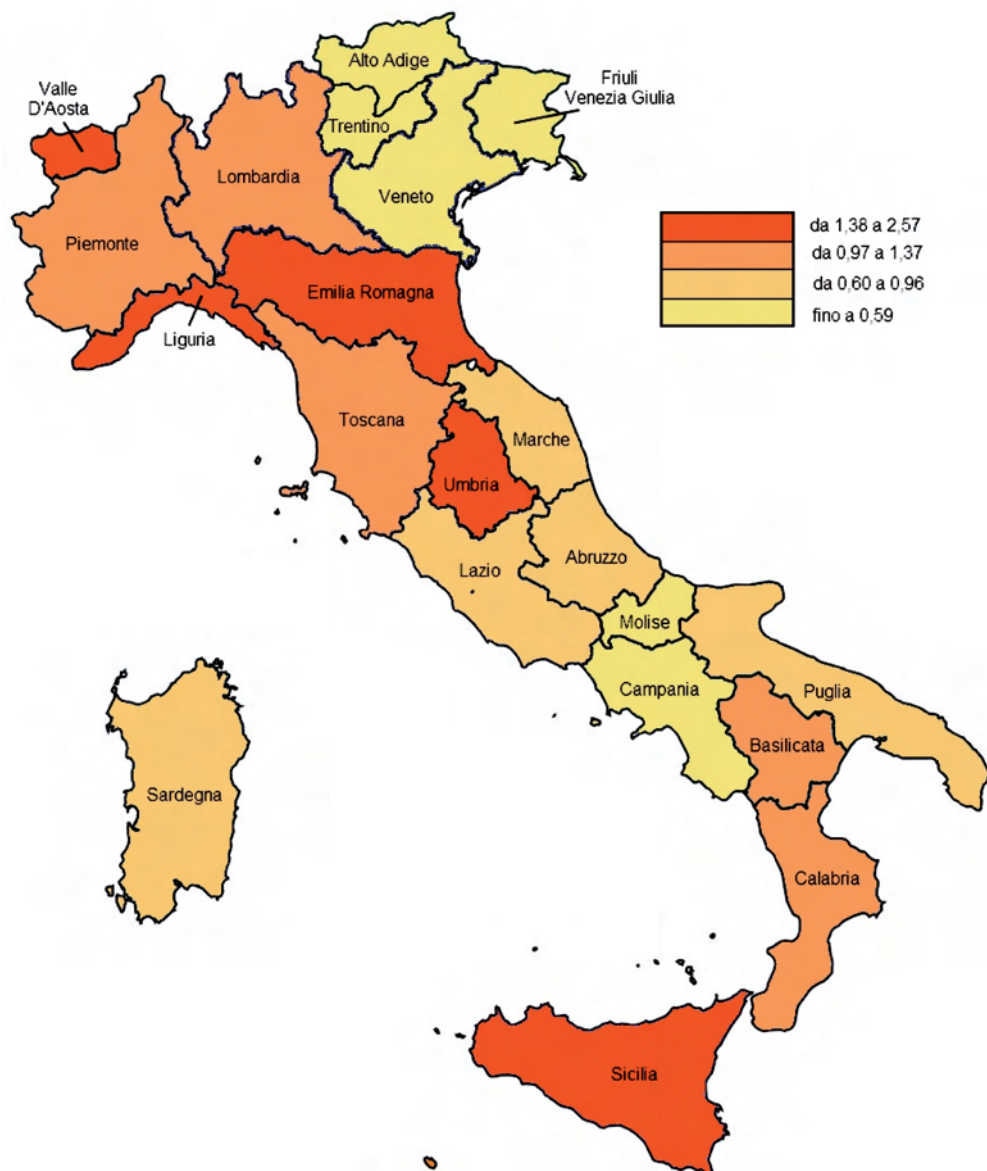 Alto Adige
Friuli
Venezia Giulia
Valle
D'Aosta
Trentino
Lombardia
Veneto
Piemonte
da 1,38 a 2,57
da 0,97 a 1,37
da 0,60 a 0,96
fino a 0,59
Emilia Romagna
Liguria
Toscana
Marche
Umbria
Abruzzo
Lazio
Molise
Campania
Puglia
Basilicata
Sardegna
Calabria
Sicilia